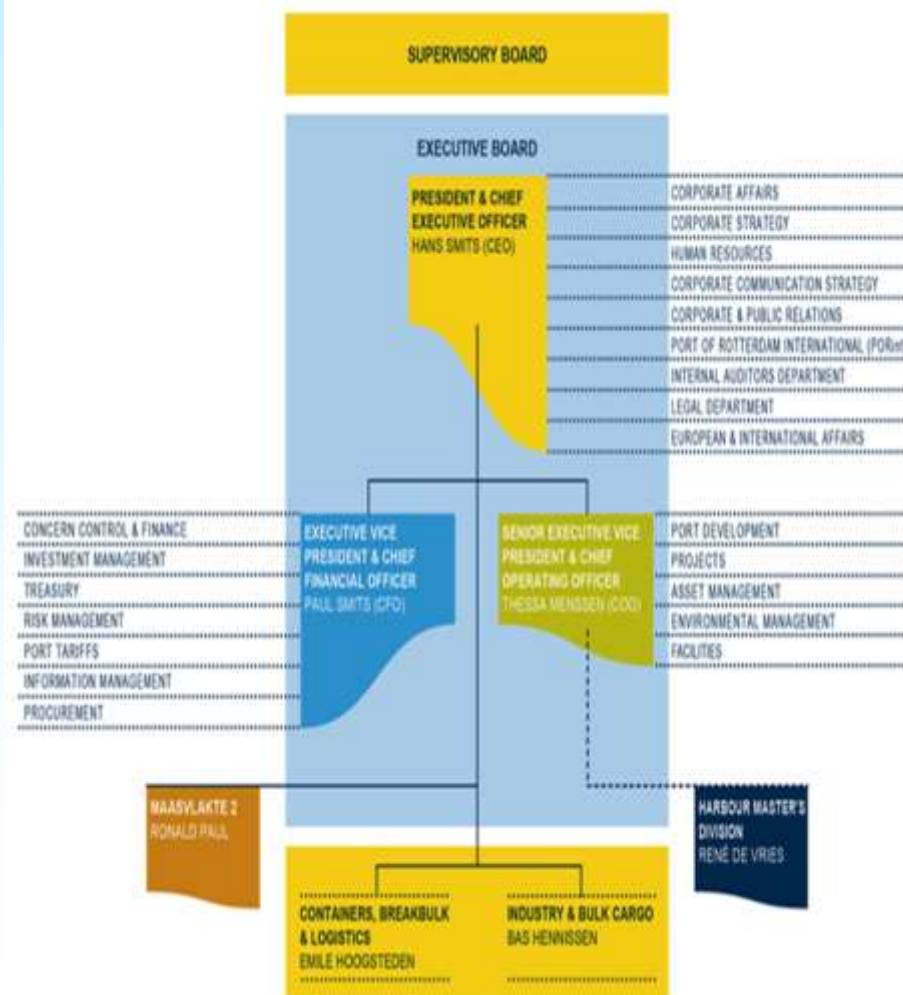 SUPERVISORY BOARD
EXECUTIVE BOARD
PRESIDENT & CHIEF
EXECUTIVE OFFICER
HANS SMITS (CEO)
CORPORATE AFFAIRS
CORPORATE STRATEGY
HUMAN RESOURCES
CORPORATE COMMUNICATION STRATEGY
CORPORATE & PUBLIC RELATIONS
PORT OF ROTTERDAM INTERNATIONAL (PORint
INTERNAL AUDITORS DEPARTMENT
LEGAL DEPARTMENT
EUROPEAN & INTERNATIONAL AFFAIRS
CONCERN CONTROL & FINANCE
INVESTMENT MANAGEMENT
TREASURY
RISK MANAGEMENT
PORT TARIFFS
INFORMATION MANAGEMENT
PROCUREMENT
EXECUTIVE VICE
PRESIDENT & CHIEF
FINANCIAL OFFICER
PAUL SMITS (CFO)
SENIOR EXECUTIVE VICE
PRESIDENT & CHIEF
OPERATING OFFICER
THESSA MENSSEN (COO)
PORT DEVELOPMENT
PROJECTS
ASSET MANAGEMENT
ENVIRONMENTAL MANAGEMENT
FACILITIES
MAASVLAKTE 2
RONALD PAUL
HARBOUR MASTER'S
DIVISION
RENÉ DE VRIES
CONTAINERS, BREAKBULK
& LOGISTICS
EMILE HOOGSTEDEN
INDUSTRY & BULK CARGO
BAS HENNISSEN